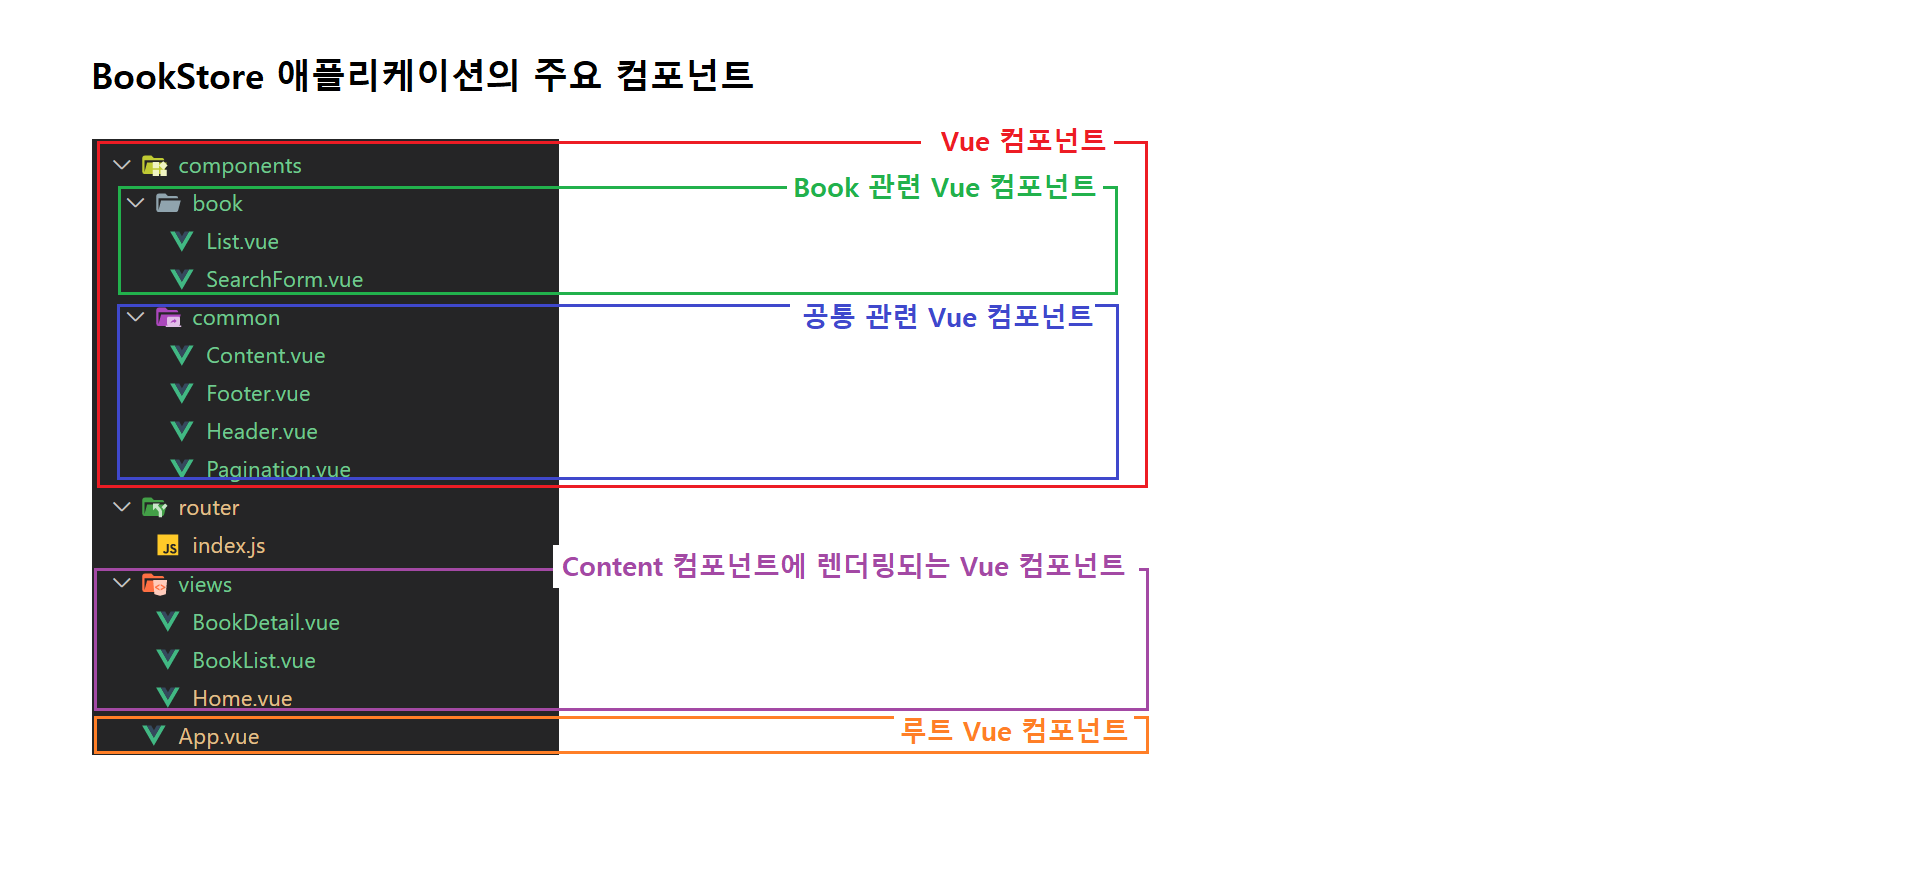 BookStore 애플리케이션의 주요 컴포넌트
Vue 컴포넌트
components
Book 관련 Vue 컴포넌트
book
List.vue
SearchForm.vue
공통 관련 Vue 컴포넌트
common
Content.vue
Footer.vue
Header.vue
Pagination.vue
router
JS index.js
Content 컴포넌트에 렌더링되는 Vue 컴포넌트
views
BookDetail.vue
BookList.vue
Home.vue
루트 Vue 컴포넌트
App.vue